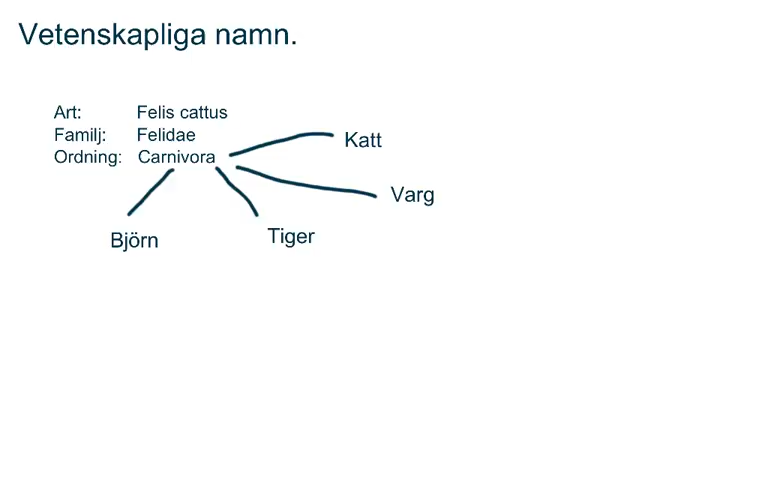 Vetenskapliga namn.
Art: Felis cattus
Familj: Felidae
Ordning: Carnivora
Katt
Varg
Björn
Tiger